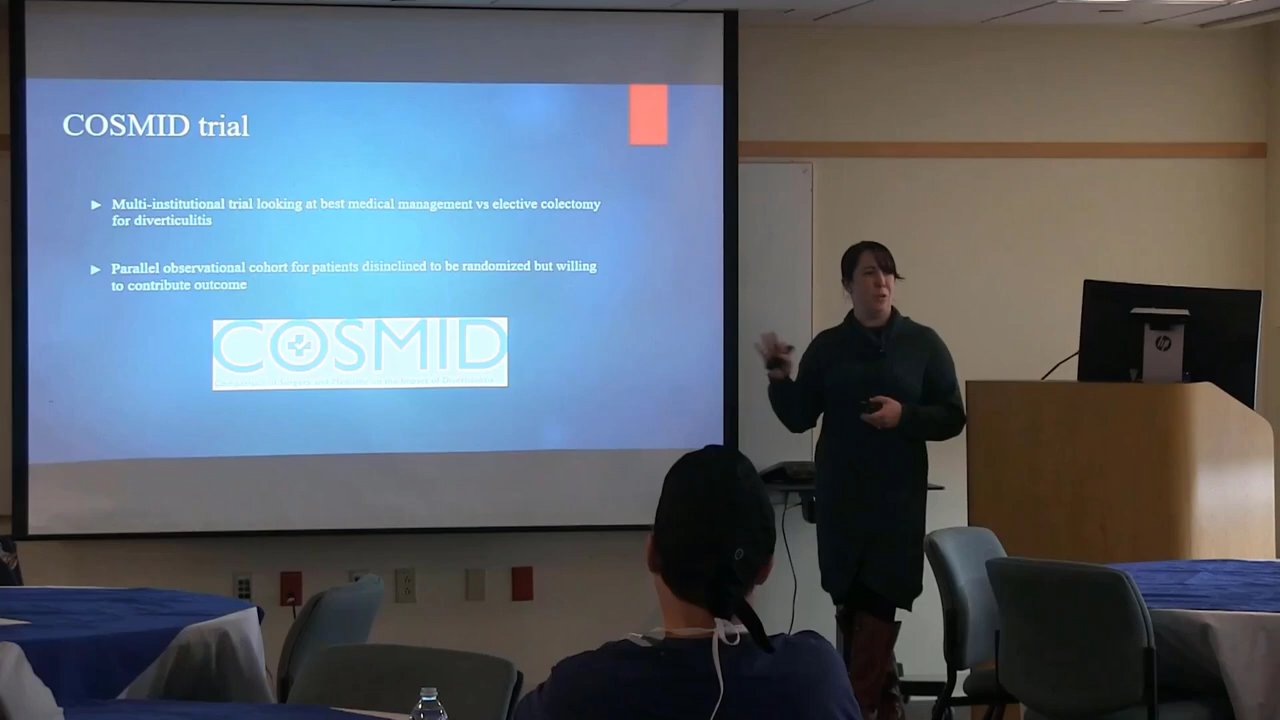 COSMID trial
Multi-institutional trial looking at best medical management vs elective colectomy
for diverticulitis
Parallel observational cohort for patients disinclined to be randomized but willing
to contribute outcome
COSMID
hp